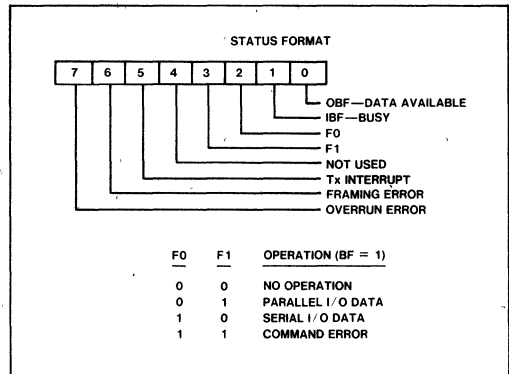 STATUS FORMAT
7 6 5 4 3 2 1 0
OBF—DATA AVAILABLE
IBF—BUSY
F0
F1
NOT USED
Tx INTERRUPT
FRAMING ERROR
OVERRUN ERROR
F0 F1 OPERATION (BF = 1)
0 0 NO OPERATION
0 1 PARALLEL I/O DATA
1 0 SERIAL I/O DATA
1 1 COMMAND ERROR